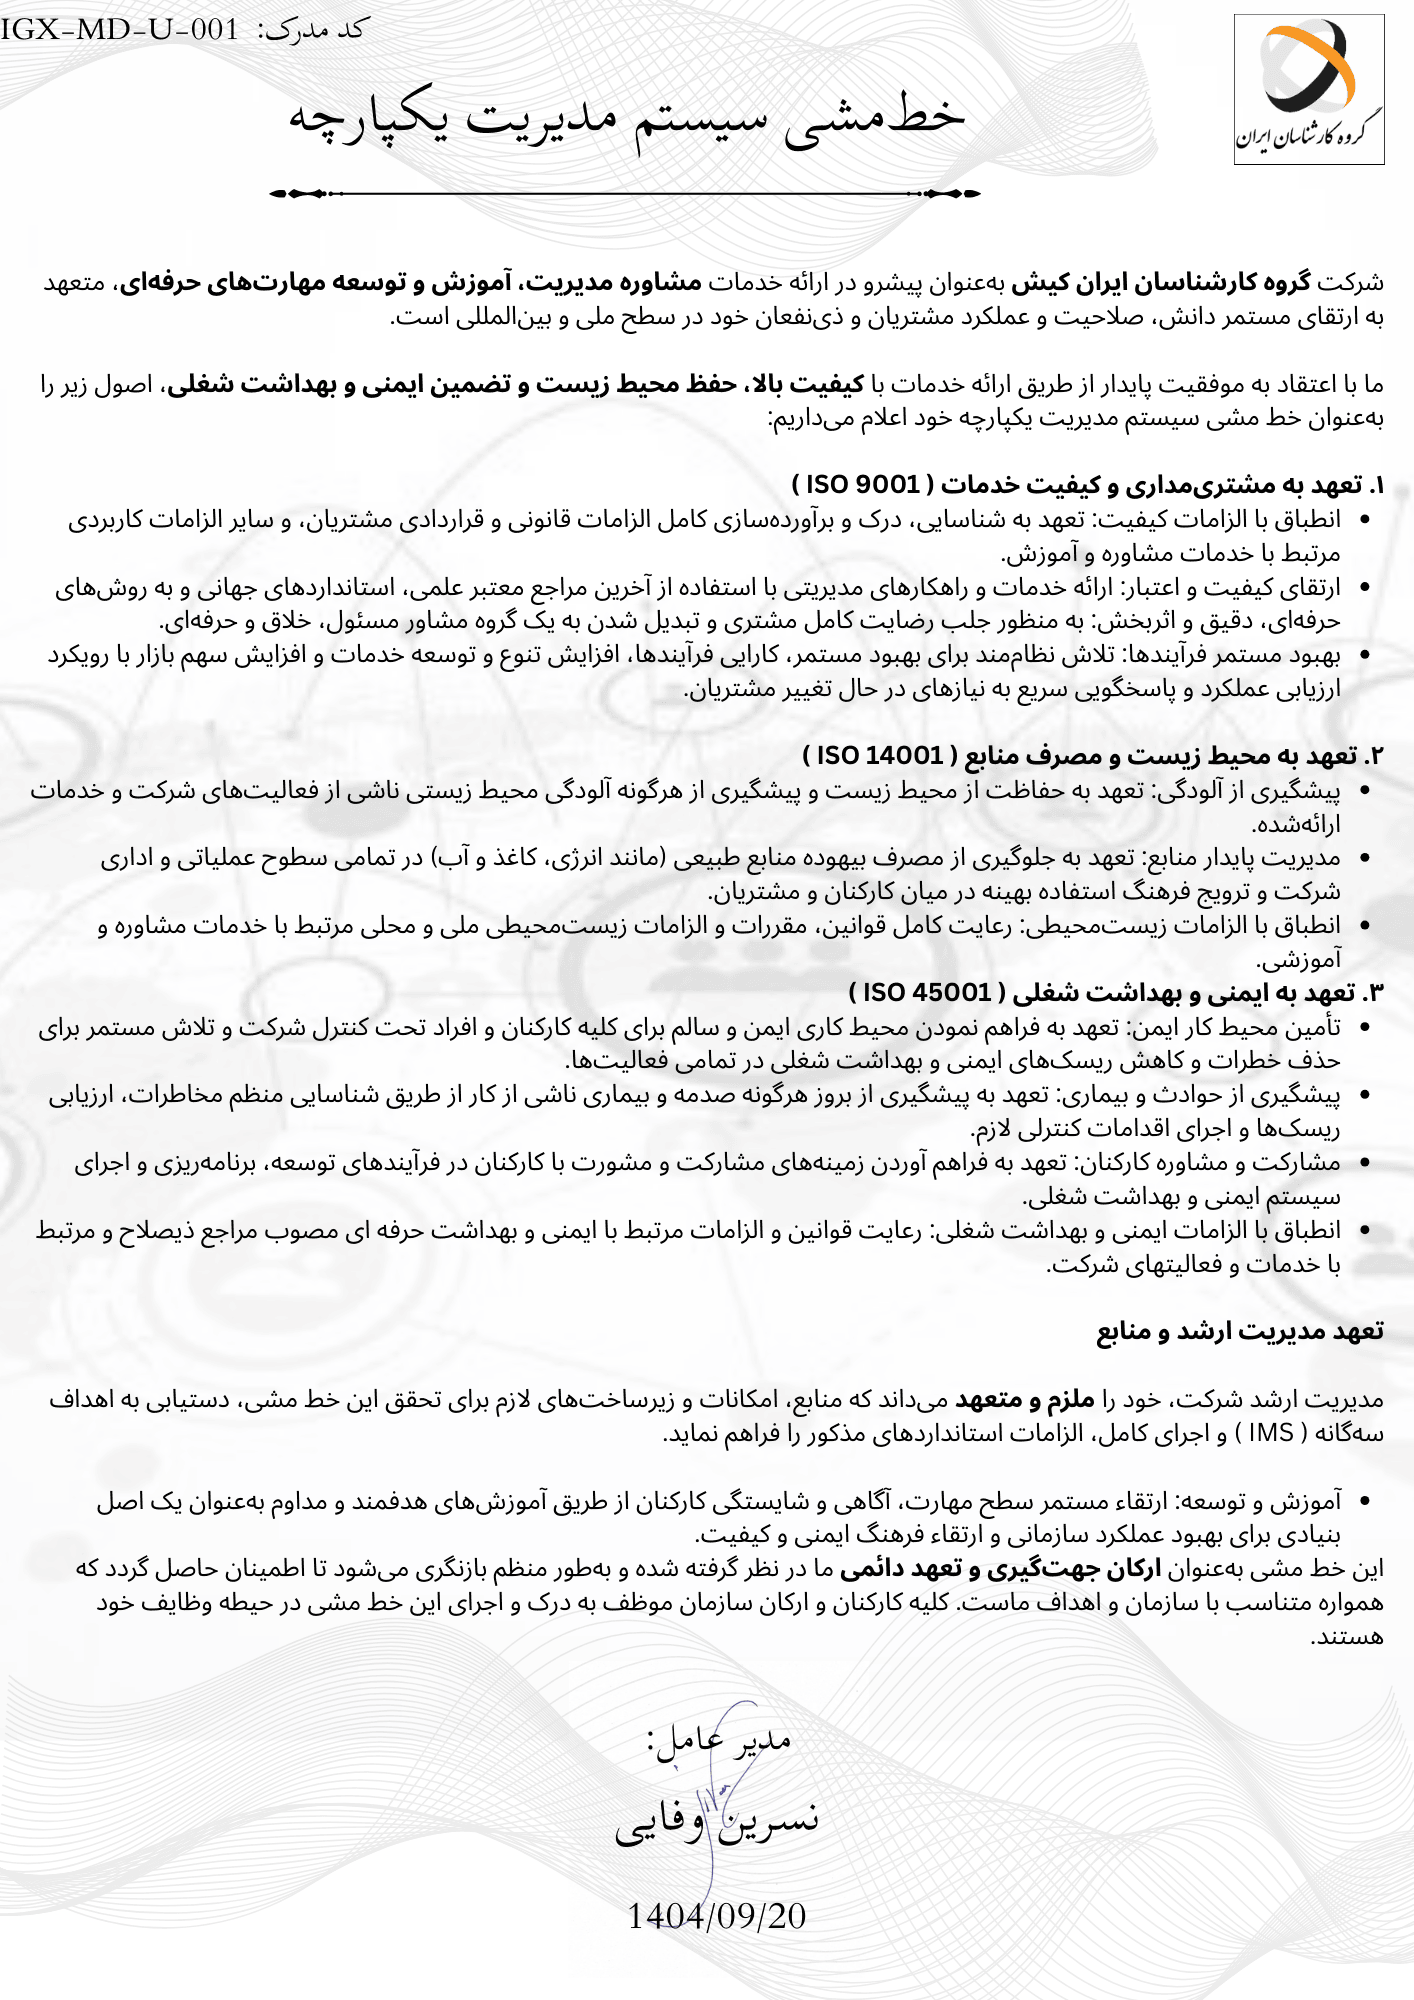 کد مدرک: IGX-MD-U-001
گروه کارشناسان ایران
خط‌مشی سیستم مدیریت یکپارچه
شرکت گروه کارشناسان ایران کیش به‌عنوان پیشرو در ارائه خدمات مشاوره مدیریت، آموزش و توسعه مهارت‌های حرفه‌ای، متعهد
به ارتقای مستمر دانش، صلاحیت و عملکرد مشتریان و ذی‌نفعان خود در سطح ملی و بین‌المللی است.
ما با اعتقاد به موفقیت پایدار از طریق ارائه خدمات با کیفیت بالا، حفظ محیط زیست و تضمین ایمنی و بهداشت شغلی، اصول زیر را
به‌عنوان خط مشی سیستم مدیریت یکپارچه خود اعلام می‌داریم:
۱. تعهد به مشتری‌مداری و کیفیت خدمات ( ISO 9001 )
• انطباق با الزامات کیفیت: تعهد به شناسایی، درک و برآورده‌سازی کامل الزامات قانونی و قراردادی مشتریان، و سایر الزامات کاربردی
مرتبط با خدمات مشاوره و آموزش.
• ارتقای کیفیت و اعتبار: ارائه خدمات و راهکارهای مدیریتی با استفاده از آخرین مراجع معتبر علمی، استانداردهای جهانی و به روش‌های
حرفه‌ای، دقیق و اثربخش: به منظور جلب رضایت کامل مشتری و تبدیل شدن به یک گروه مشاور مسئول، خلاق و حرفه‌ای.
• بهبود مستمر فرآیندها: تلاش نظام‌مند برای بهبود مستمر، کارایی فرآیندها، افزایش تنوع و توسعه خدمات و افزایش سهم بازار با رویکرد
ارزیابی عملکرد و پاسخگویی سریع به نیازهای در حال تغییر مشتریان.
۲. تعهد به محیط زیست و مصرف منابع ( ISO 14001 )
• پیشگیری از آلودگی: تعهد به حفاظت از محیط زیست و پیشگیری از هرگونه آلودگی محیط زیستی ناشی از فعالیت‌های شرکت و خدمات
ارائه‌شده.
• مدیریت پایدار منابع: تعهد به جلوگیری از مصرف بیهوده منابع طبیعی (مانند انرژی، کاغذ و آب) در تمامی سطوح عملیاتی و اداری
شرکت و ترویج فرهنگ استفاده بهینه در میان کارکنان و مشتریان.
• انطباق با الزامات زیست‌محیطی: رعایت کامل قوانین، مقررات و الزامات زیست‌محیطی ملی و محلی مرتبط با خدمات مشاوره و
آموزشی.
۳. تعهد به ایمنی و بهداشت شغلی ( ISO 45001 )
• تأمین محیط کار ایمن: تعهد به فراهم نمودن محیط کاری ایمن و سالم برای کلیه کارکنان و افراد تحت کنترل شرکت و تلاش مستمر برای
حذف خطرات و کاهش ریسک‌های ایمنی و بهداشت شغلی در تمامی فعالیت‌ها.
• پیشگیری از حوادث و بیماری: تعهد به پیشگیری از بروز هرگونه صدمه و بیماری ناشی از کار از طریق شناسایی منظم مخاطرات، ارزیابی
ریسک‌ها و اجرای اقدامات کنترلی لازم.
• مشارکت و مشاوره کارکنان: تعهد به فراهم آوردن زمینه‌های مشارکت و مشورت با کارکنان در فرآیندهای توسعه، برنامه‌ریزی و اجرای
سیستم ایمنی و بهداشت شغلی.
• انطباق با الزامات ایمنی و بهداشت شغلی: رعایت قوانین و الزامات مرتبط با ایمنی و بهداشت حرفه ای مصوب مراجع ذیصلاح و مرتبط
با خدمات و فعالیتهای شرکت.
تعهد مدیریت ارشد و منابع
مدیریت ارشد شرکت، خود را ملزم و متعهد می‌داند که منابع، امکانات و زیرساخت‌های لازم برای تحقق این خط مشی، دستیابی به اهداف
سه‌گانه ( IMS ) و اجرای کامل، الزامات استانداردهای مذکور را فراهم نماید.
• آموزش و توسعه: ارتقاء مستمر سطح مهارت، آگاهی و شایستگی کارکنان از طریق آموزش‌های هدفمند و مداوم به‌عنوان یک اصل
بنیادی برای بهبود عملکرد سازمانی و ارتقاء فرهنگ ایمنی و کیفیت.
این خط مشی به‌عنوان ارکان جهت‌گیری و تعهد دائمی ما در نظر گرفته شده و به‌طور منظم بازنگری می‌شود تا اطمینان حاصل گردد که
همواره متناسب با سازمان و اهداف ماست. کلیه کارکنان و ارکان سازمان موظف به درک و اجرای این خط مشی در حیطه وظایف خود
هستند.
مدیر عامل:
نسرین وفایی
1404/09/20